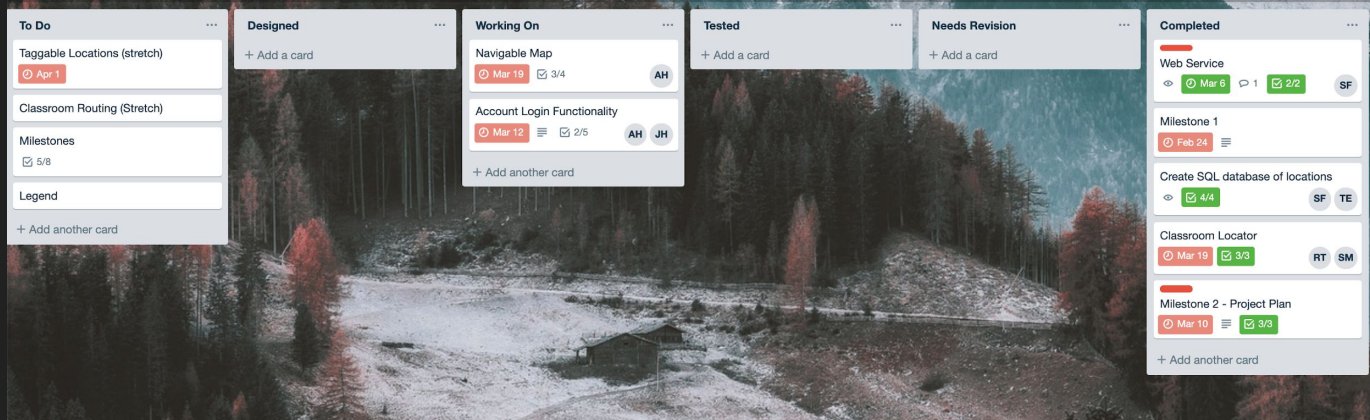 To Do
Taggable Locations (stretch)
Apr 1
Classroom Routing (Stretch)
Milestones
5/8
Legend
+ Add another card
Designed
+ Add a card
Working On
Navigable Map
Mar 19 3/4 AH
Account Login Functionality
Mar 12 2/5 AH JH
+ Add another card
Tested
+ Add a card
Needs Revision
+ Add a card
Completed
Web Service
Mar 6 1 2/2 SF
Milestone 1
Feb 24
Create SQL database of locations
4/4 SF TE
Classroom Locator
Mar 19 3/3 RT SM
Milestone 2 - Project Plan
Mar 10 3/3
+ Add another card